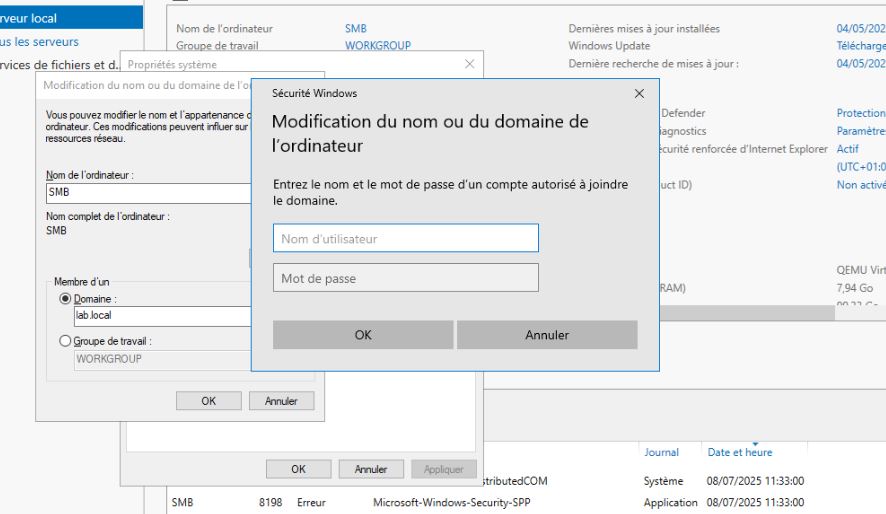 rveur local
us les serveurs
rvices de fichiers et d...
Nom de l'ordinateur
SMB
Groupe de travail
WORKGROUP
Dernières mises à jour installées
04/05/202
Windows Update
Télécharge
Dernière recherche de mises à jour :
04/05/202
Defender
Protection
iagnostics
Paramètre
écurité renforcée d'Internet Explorer
Actif
(UTC+01:0
uct ID)
Non activé
QEMU Virt
RAM)
7,94 Go
Propriétés système
Modification du nom ou du domaine de l'or
Vous pouvez modifier le nom et l'appartenance d
ordinateur. Ces modifications peuvent influer sur
ressources réseau.
Nom de l'ordinateur :
SMB
Nom complet de l'ordinateur :
SMB
Membre d'un
Domaine :
lab.local
Groupe de travail :
WORKGROUP
OK
Annuler
OK
Annuler
Appliquer
Sécurité Windows
Modification du nom ou du domaine de
l'ordinateur
Entrez le nom et le mot de passe d'un compte autorisé à joindre
le domaine.
Nom d'utilisateur
Mot de passe
OK
Annuler
Journal
Date et heure
stributedCOM
Système
08/07/2025 11:33:00
SMB
8198
Erreur
Microsoft-Windows-Security-SPP
Application
08/07/2025 11:33:00